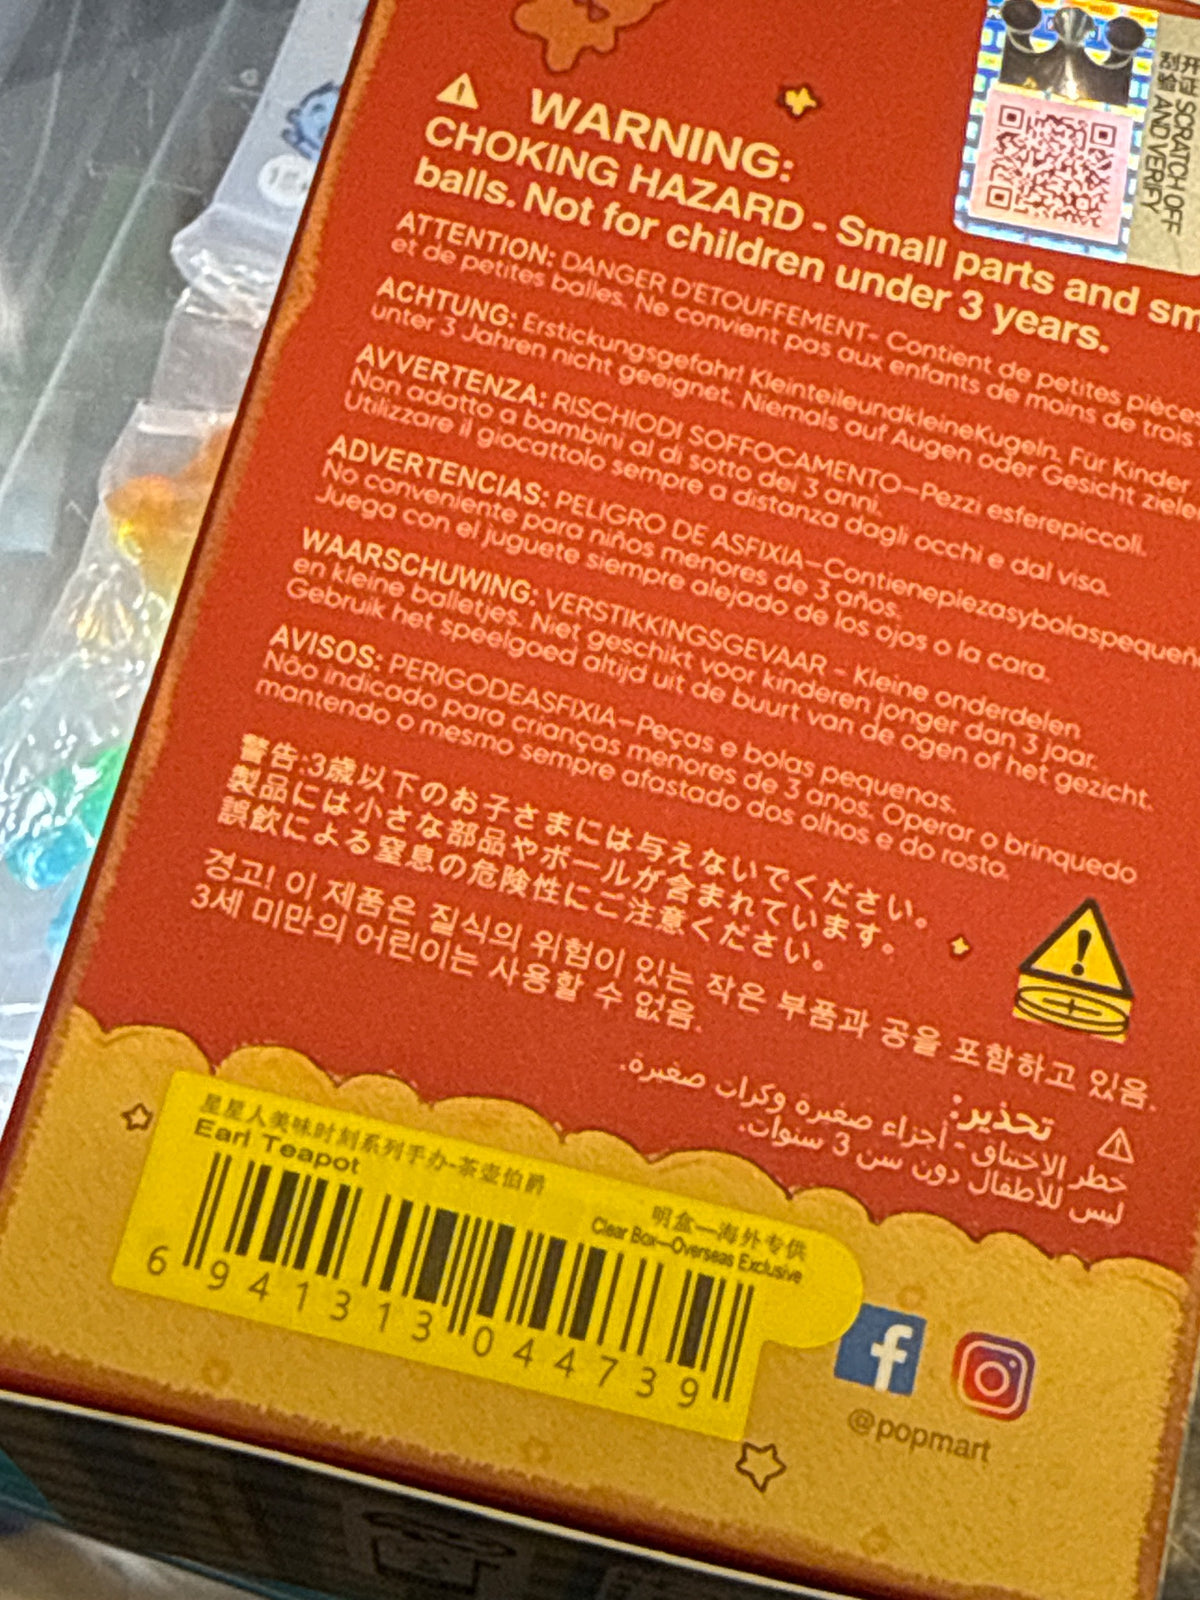 刮开涂层 SCRATCH OFF
AND VERIFY
WARNING:
CHOKING HAZARD - Small parts and sm
balls. Not for children under 3 years.
ATTENTION: DANGER D'ETOUFFEMENT- Contient de petites pièce
et de petites balles. Ne convient pas aux enfants de moins de trois
ACHTUNG: Erstickungsgefahr! KleinteileundkleineKugeln. Für Kinder
unter 3 Jahren nicht geeignet. Niemals auf Augen oder Gesicht ziele
AVVERTENZA: RISCHIODI SOFFOCAMENTO–Pezzi esferepiccoli.
Non adatto a bambini al di sotto dei 3 anni.
Utilizzare il giocattolo sempre a distanza dagli occhi e dal viso.
ADVERTENCIAS: PELIGRO DE ASFIXIA–Contienepiezasybolaspequeñ
No conveniente para niños menores de 3 años.
Juega con el juguete siempre alejado de los ojos o la cara.
WAARSCHUWING: VERSTIKKINGSGEVAAR - Kleine onderdelen
en kleine balletjes. Niet geschikt voor kinderen jonger dan 3 jaar.
Gebruik het speelgoed altijd uit de buurt van de ogen of het gezicht.
AVISOS: PERIGODEASFIXIA–Peças e bolas pequenas.
Não indicado para crianças menores de 3 anos. Operar o brinquedo
mantendo o mesmo sempre afastado dos olhos e do rosto.
警告:3歳以下のお子さまには与えないでください。
製品には小さな部品やボールが含まれています。
誤飲による窒息の危険性にご注意ください。
경고! 이 제품은 질식의 위험이 있는 작은 부품과 공을 포함하고 있음.
3세 미만의 어린이는 사용할 수 없음.
تحذير:
خطر الاختناق - أجزاء صغيرة وكرات صغيرة.
ليس للأطفال دون سن 3 سنوات.
星星人美味时刻系列手办-茶壶伯爵
Earl Teapot
明盒—海外专供
Clear Box—Overseas Exclusive
6 941313 044739
@popmart